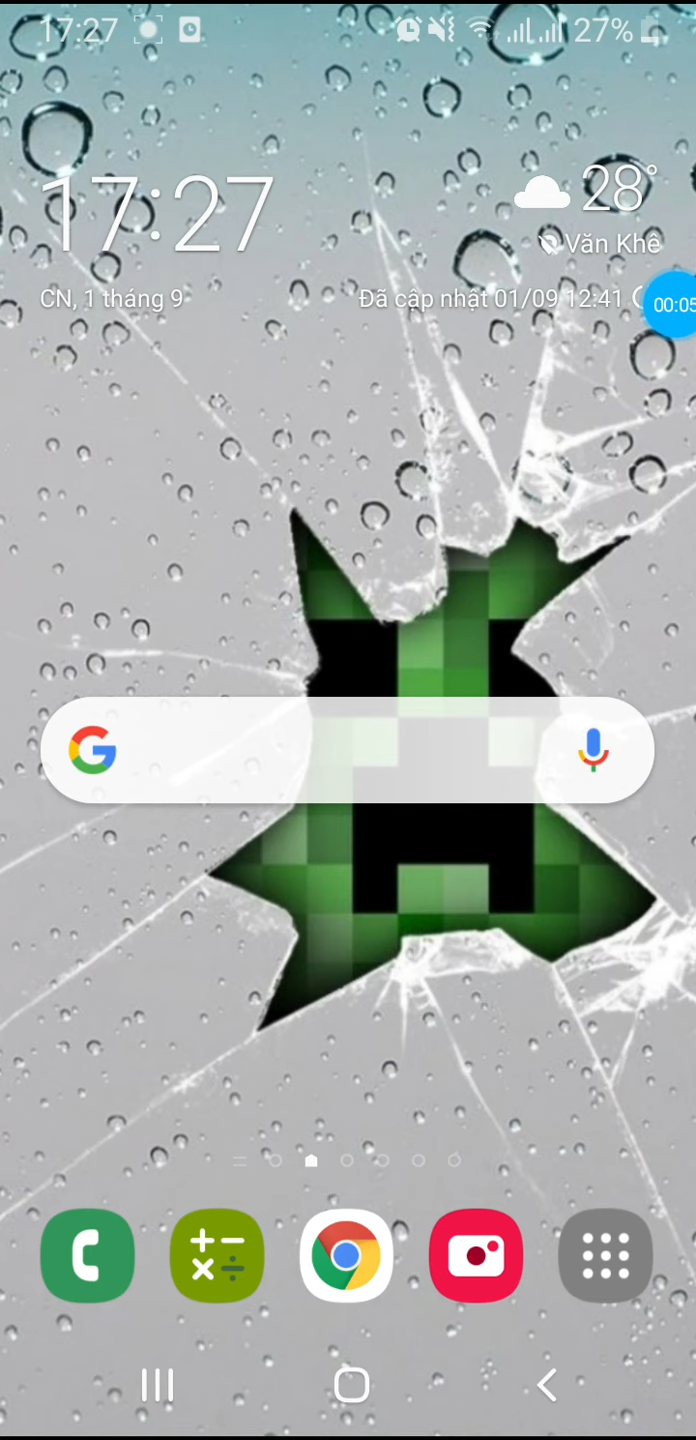 17:27 27%
17:27
28°
Văn Khê
CN, 1 tháng 9
Đã cập nhật 01/09 12:41
00:05